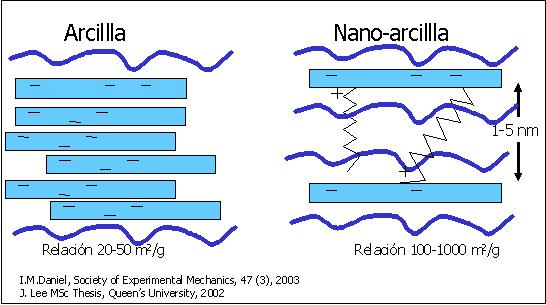 Arcillla
Nano-arcillla
1-5 nm
Relación 20-50 m²/g
Relación 100-1000 m²/g
I.M.Daniel, Society of Experimental Mechanics, 47 (3), 2003
J. Lee MSc Thesis, Queen's University, 2002